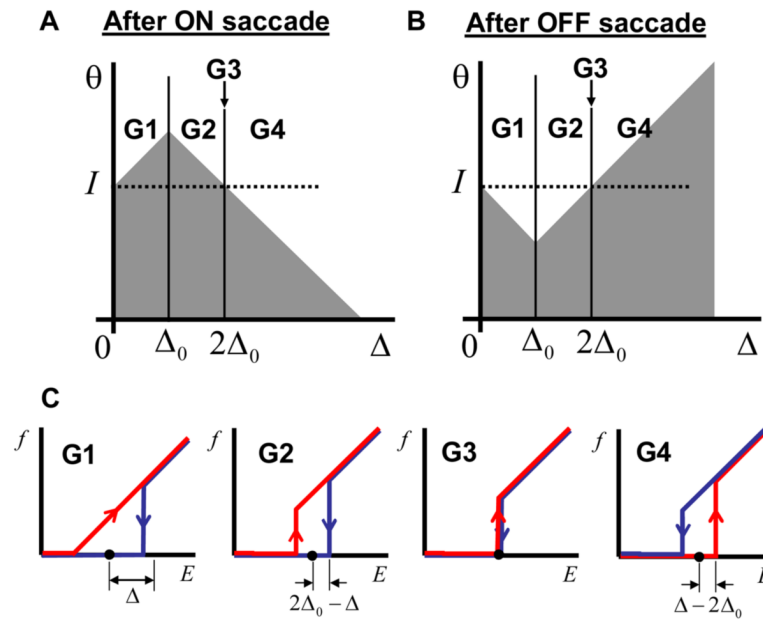 A After ON saccade
B After OFF saccade
θ
G1 G2 G3 G4
I
0 Δ₀ 2Δ₀ Δ
θ
G1 G2 G3 G4
I
0 Δ₀ 2Δ₀ Δ
C
f G1 E
Δ
f G2 E
2Δ₀ − Δ
f G3 E
f G4 E
Δ − 2Δ₀